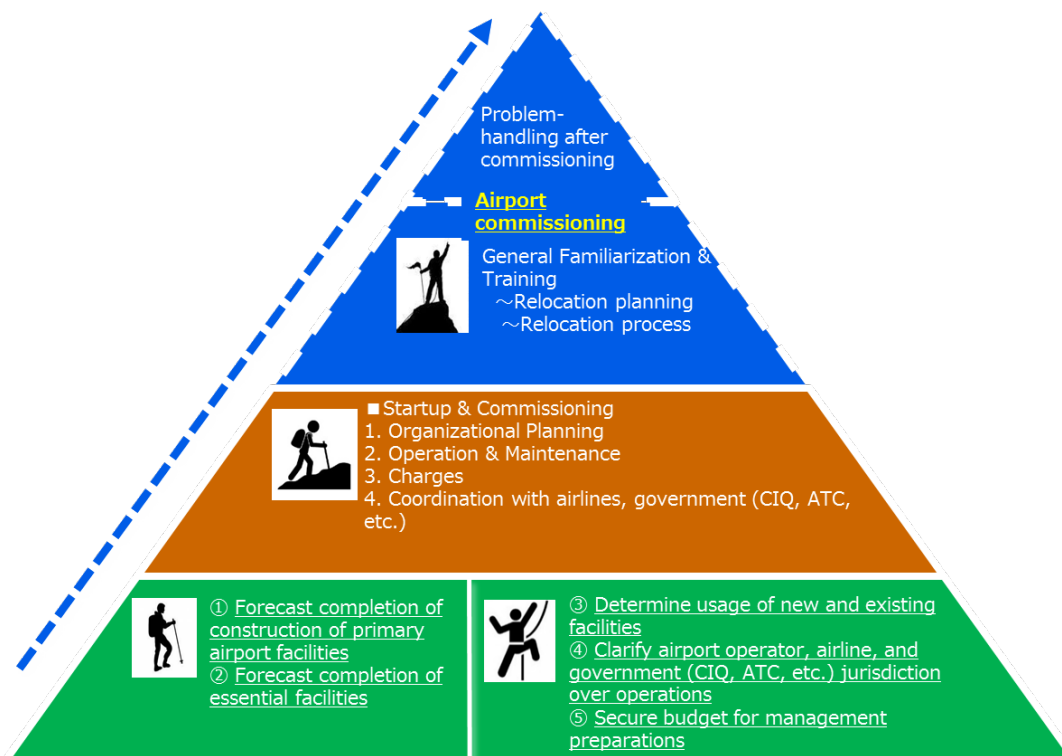 Problem-
handling after
commissioning
Airport
commissioning
General Familiarization &
Training
～Relocation planning
～Relocation process
■Startup & Commissioning
1. Organizational Planning
2. Operation & Maintenance
3. Charges
4. Coordination with airlines, government (CIQ, ATC,
etc.)
① Forecast completion of
construction of primary
airport facilities
② Forecast completion of
essential facilities
③ Determine usage of new and existing
facilities
④ Clarify airport operator, airline, and
government (CIQ, ATC, etc.) jurisdiction
over operations
⑤ Secure budget for management
preparations